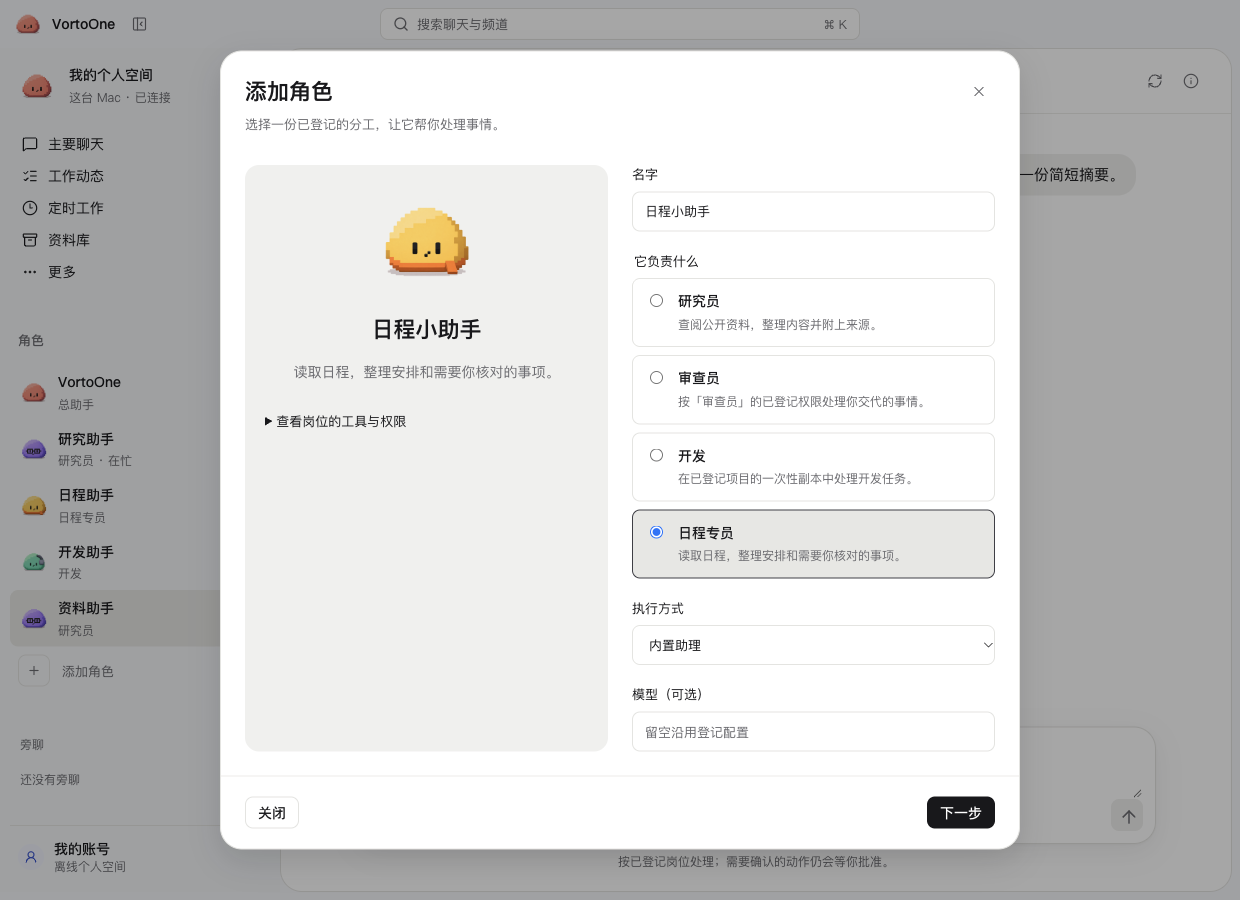 VortoOne
搜索聊天与频道
⌘ K
我的个人空间
这台 Mac · 已连接
主要聊天
工作动态
定时工作
资料库
更多
角色
VortoOne
总助手
研究助手
研究员 · 在忙
日程助手
日程专员
开发助手
开发
资料助手
研究员
添加角色
旁聊
还没有旁聊
我的账号
离线个人空间
一份简短摘要。
按已登记岗位处理；需要确认的动作仍会等你批准。
添加角色
选择一份已登记的分工，让它帮你处理事情。
日程小助手
读取日程，整理安排和需要你核对的事项。
查看岗位的工具与权限
名字
日程小助手
它负责什么
研究员
查阅公开资料，整理内容并附上来源。
审查员
按「审查员」的已登记权限处理你交代的事情。
开发
在已登记项目的一次性副本中处理开发任务。
日程专员
读取日程，整理安排和需要你核对的事项。
执行方式
内置助理
模型（可选）
留空沿用登记配置
关闭
下一步